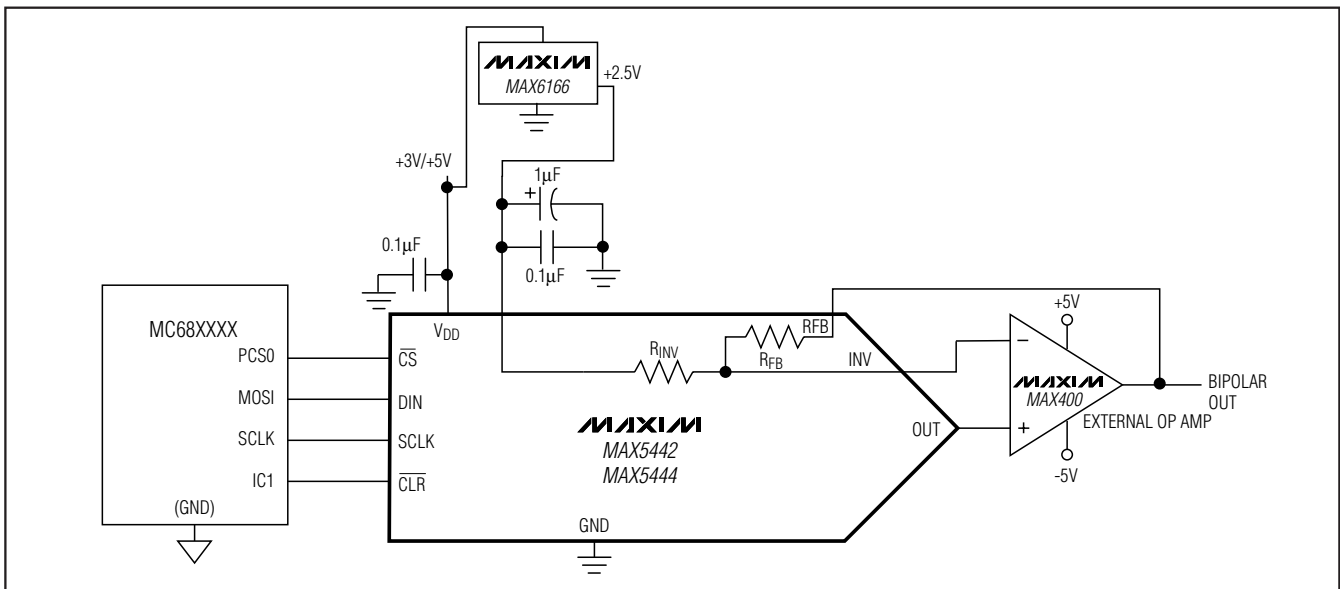 MAXIM
MAX6166
+2.5V
+3V/+5V
1µF
+
0.1µF
0.1µF
MC68XXXX
PCS0
MOSI
SCLK
IC1
(GND)
VDD
CS
DIN
SCLK
CLR
RINV
RFB
RFB
INV
MAXIM
MAX5442
MAX5444
OUT
GND
+5V
−
MAXIM
MAX400
EXTERNAL OP AMP
+
-5V
BIPOLAR
OUT